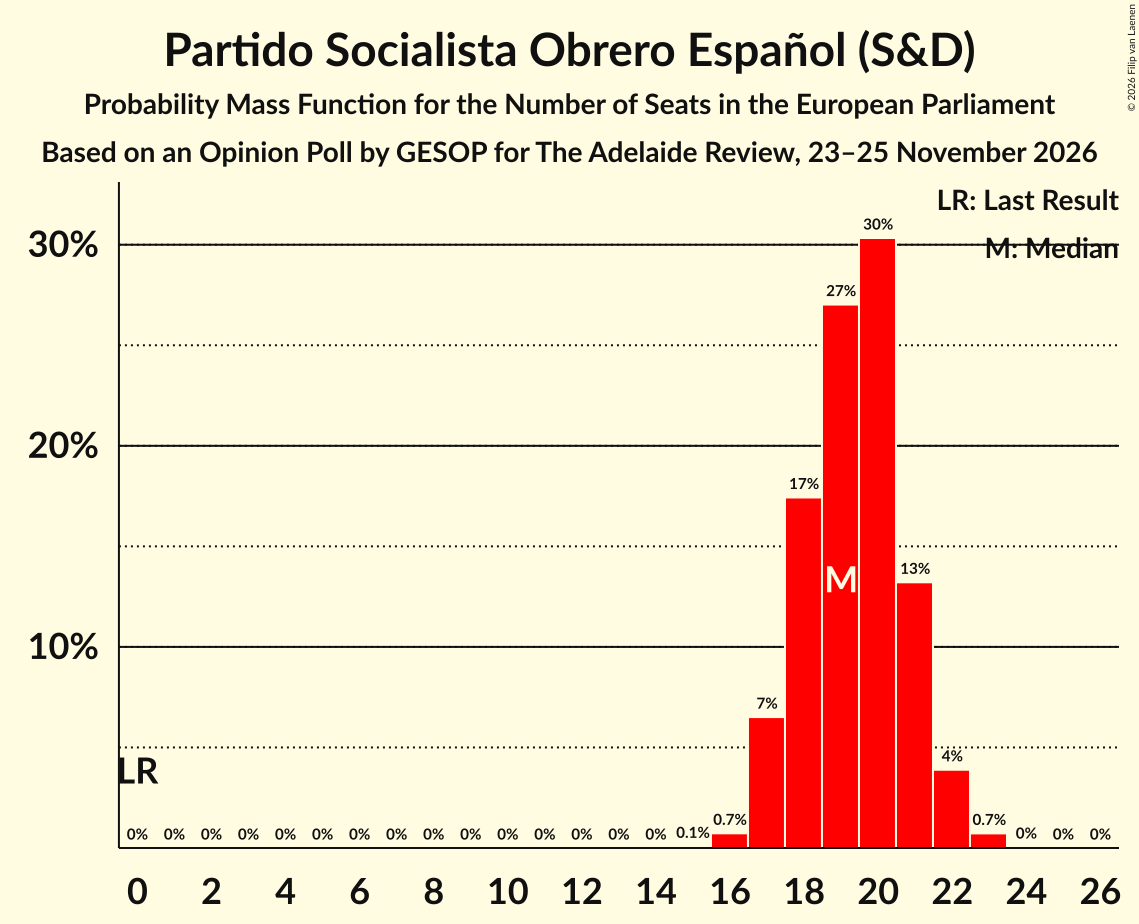 Partido Socialista Obrero Español (S&D)
Probability Mass Function for the Number of Seats in the European Parliament
Based on an Opinion Poll by GESOP for The Adelaide Review, 23–25 November 2026
© 2026 Filip van Laenen
LR: Last Result
M: Median
30%
20%
10%
30%
27%
17%
13%
7%
4%
M
LR
0% 0% 0% 0% 0% 0% 0% 0% 0% 0% 0% 0% 0% 0% 0% 0.1% 0.7% 0.7% 0% 0% 0%
0 2 4 6 8 10 12 14 16 18 20 22 24 26